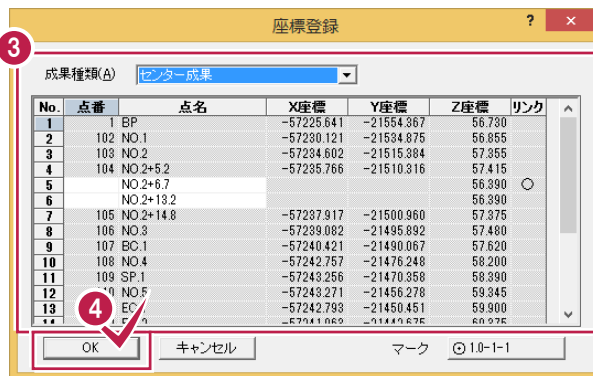 座標登録
? ×
3
成果種類(A) センター成果
No. 点番 点名 X座標 Y座標 Z座標 リンク
1 1 BP -57225.641 -21554.367 56.730
2 102 NO.1 -57230.121 -21534.875 56.855
3 103 NO.2 -57234.602 -21515.384 57.355
4 104 NO.2+5.2 -57235.766 -21510.316 57.415
5 NO.2+6.7 56.390 ○
6 NO.2+13.2 56.390
7 105 NO.2+14.8 -57237.917 -21500.960 57.375
8 106 NO.3 -57239.082 -21495.892 57.480
9 107 BC.1 -57240.421 -21490.067 57.620
10 108 NO.4 -57242.757 -21476.248 58.200
11 109 SP.1 -57243.256 -21470.358 58.390
12 NO.5 -57243.271 -21456.278 59.345
13 -57242.793 -21450.451 59.900
4
OK キャンセル マーク 1.0-1-1